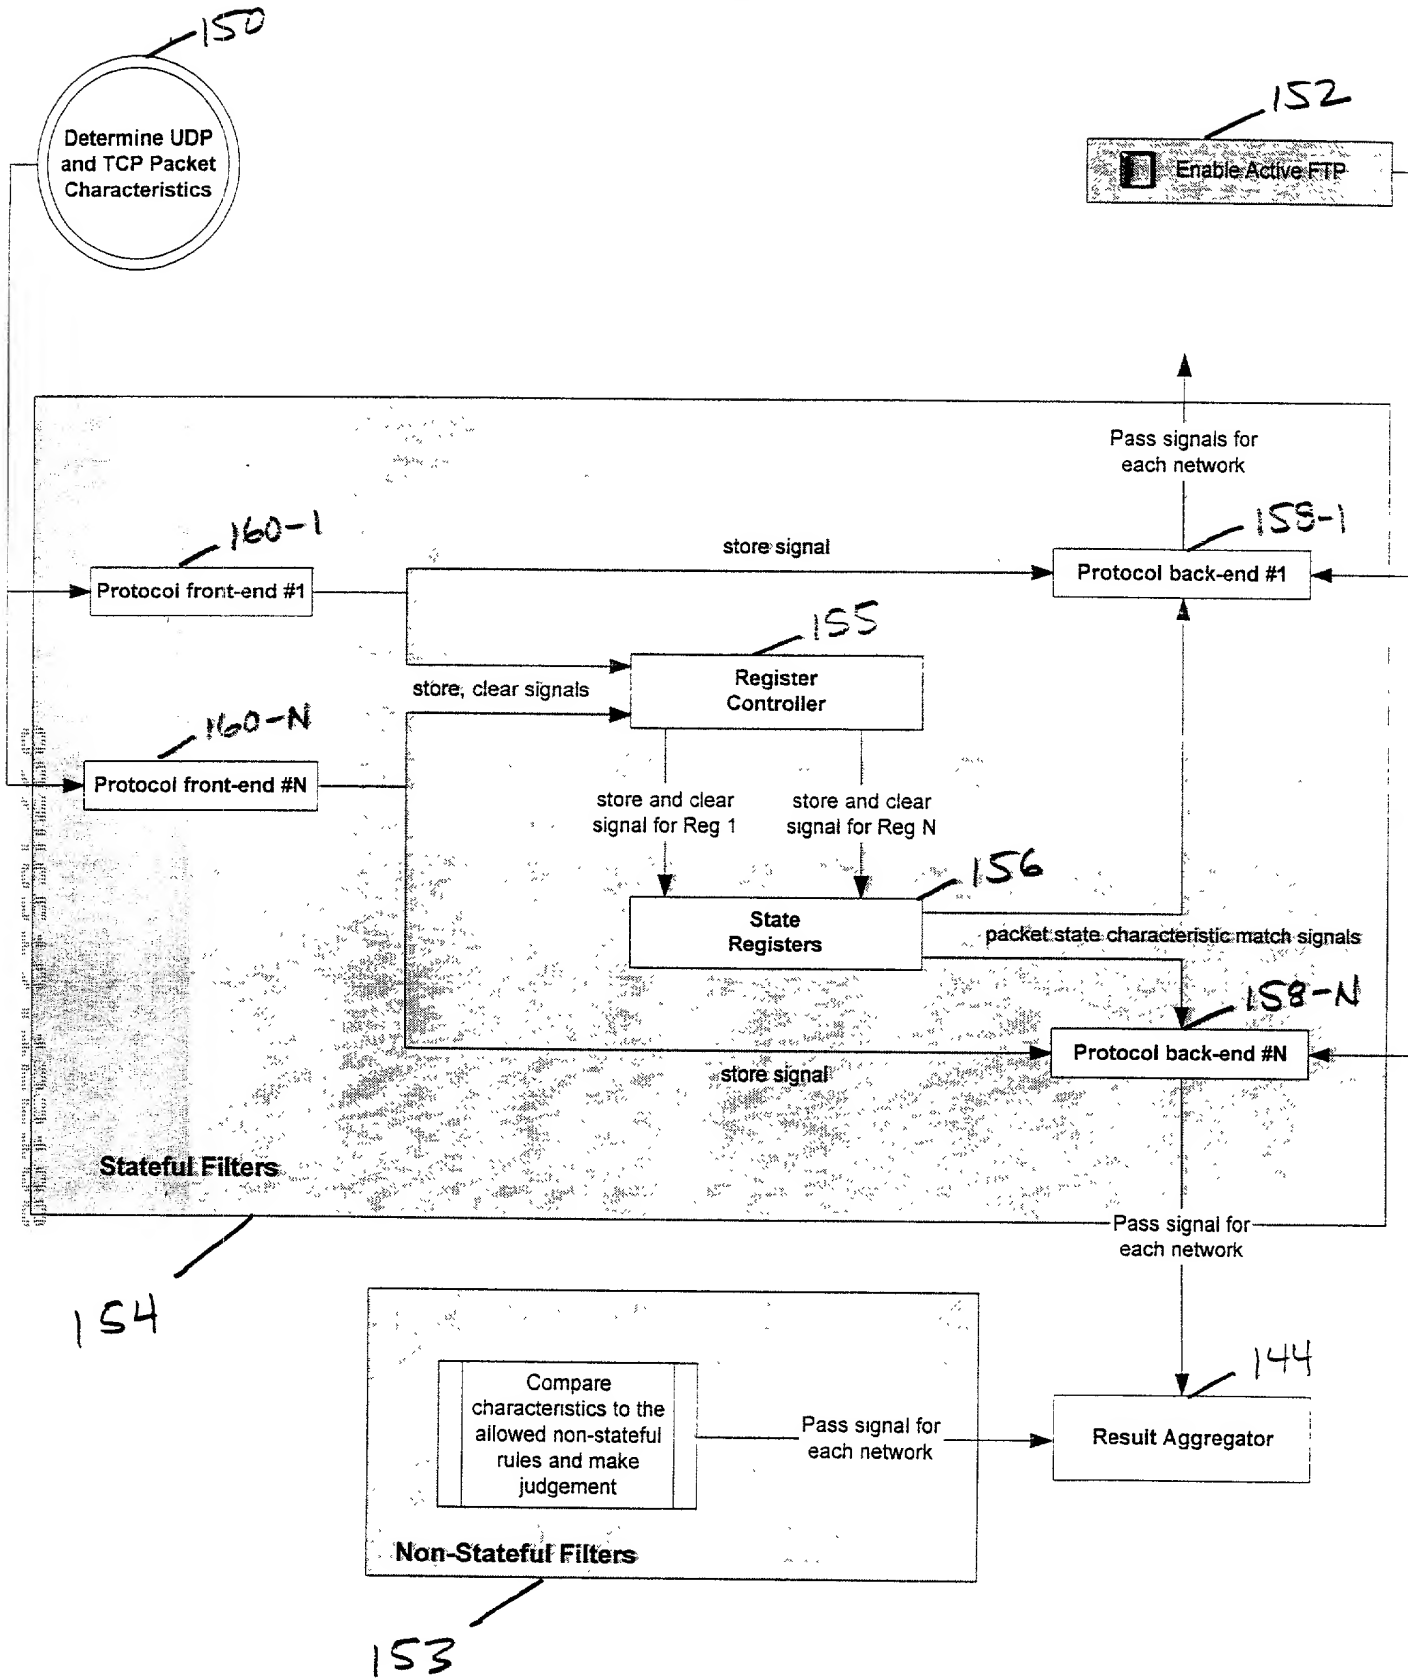 150
Determine UDP
and TCP Packet
Characteristics
152
Enable Active FTP
Pass signals for
each network
160-1
158-1
store signal
Protocol front-end #1
Protocol back-end #1
155
Register
Controller
store, clear signals
160-N
Protocol front-end #N
store and clear
signal for Reg 1
store and clear
signal for Reg N
156
State
Registers
packet state characteristic match signals
158-N
Protocol back-end #N
store signal
Stateful Filters
Pass signal for
each network
154
144
Compare
characteristics to the
allowed non-stateful
rules and make
judgement
Pass signal for
each network
Result Aggregator
Non-Stateful Filters
153